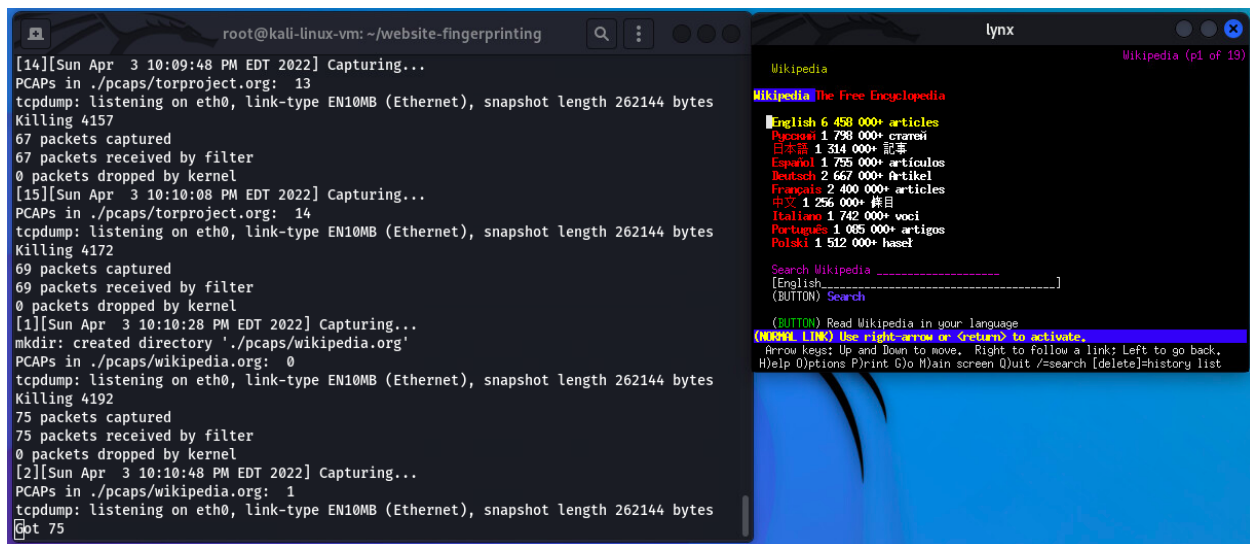 root@kali-linux-vm: ~/website-fingerprinting
[14][Sun Apr  3 10:09:48 PM EDT 2022] Capturing...
PCAPs in ./pcaps/torproject.org:  13
tcpdump: listening on eth0, link-type EN10MB (Ethernet), snapshot length 262144 bytes
Killing 4157
67 packets captured
67 packets received by filter
0 packets dropped by kernel
[15][Sun Apr  3 10:10:08 PM EDT 2022] Capturing...
PCAPs in ./pcaps/torproject.org:  14
tcpdump: listening on eth0, link-type EN10MB (Ethernet), snapshot length 262144 bytes
Killing 4172
69 packets captured
69 packets received by filter
0 packets dropped by kernel
[1][Sun Apr  3 10:10:28 PM EDT 2022] Capturing...
mkdir: created directory './pcaps/wikipedia.org'
PCAPs in ./pcaps/wikipedia.org:  0
tcpdump: listening on eth0, link-type EN10MB (Ethernet), snapshot length 262144 bytes
Killing 4192
75 packets captured
75 packets received by filter
0 packets dropped by kernel
[2][Sun Apr  3 10:10:48 PM EDT 2022] Capturing...
PCAPs in ./pcaps/wikipedia.org:  1
tcpdump: listening on eth0, link-type EN10MB (Ethernet), snapshot length 262144 bytes
Got 75
lynx
Wikipedia (p1 of 19)
Wikipedia
Wikipedia The Free Encyclopedia
English 6 458 000+ articles
Русский 1 798 000+ статей
日本語 1 314 000+ 記事
Español 1 755 000+ artículos
Deutsch 2 667 000+ Artikel
Français 2 400 000+ articles
中文 1 256 000+ 條目
Italiano 1 742 000+ voci
Português 1 085 000+ artigos
Polski 1 512 000+ haseł
Search Wikipedia ____________________
[English______________________________________]
(BUTTON) Search
(BUTTON) Read Wikipedia in your language
(NORMAL LINK) Use right-arrow or <return> to activate.
Arrow keys: Up and Down to move.  Right to follow a link; Left to go back.
H)elp O)ptions P)rint G)o M)ain screen Q)uit /=search [delete]=history list